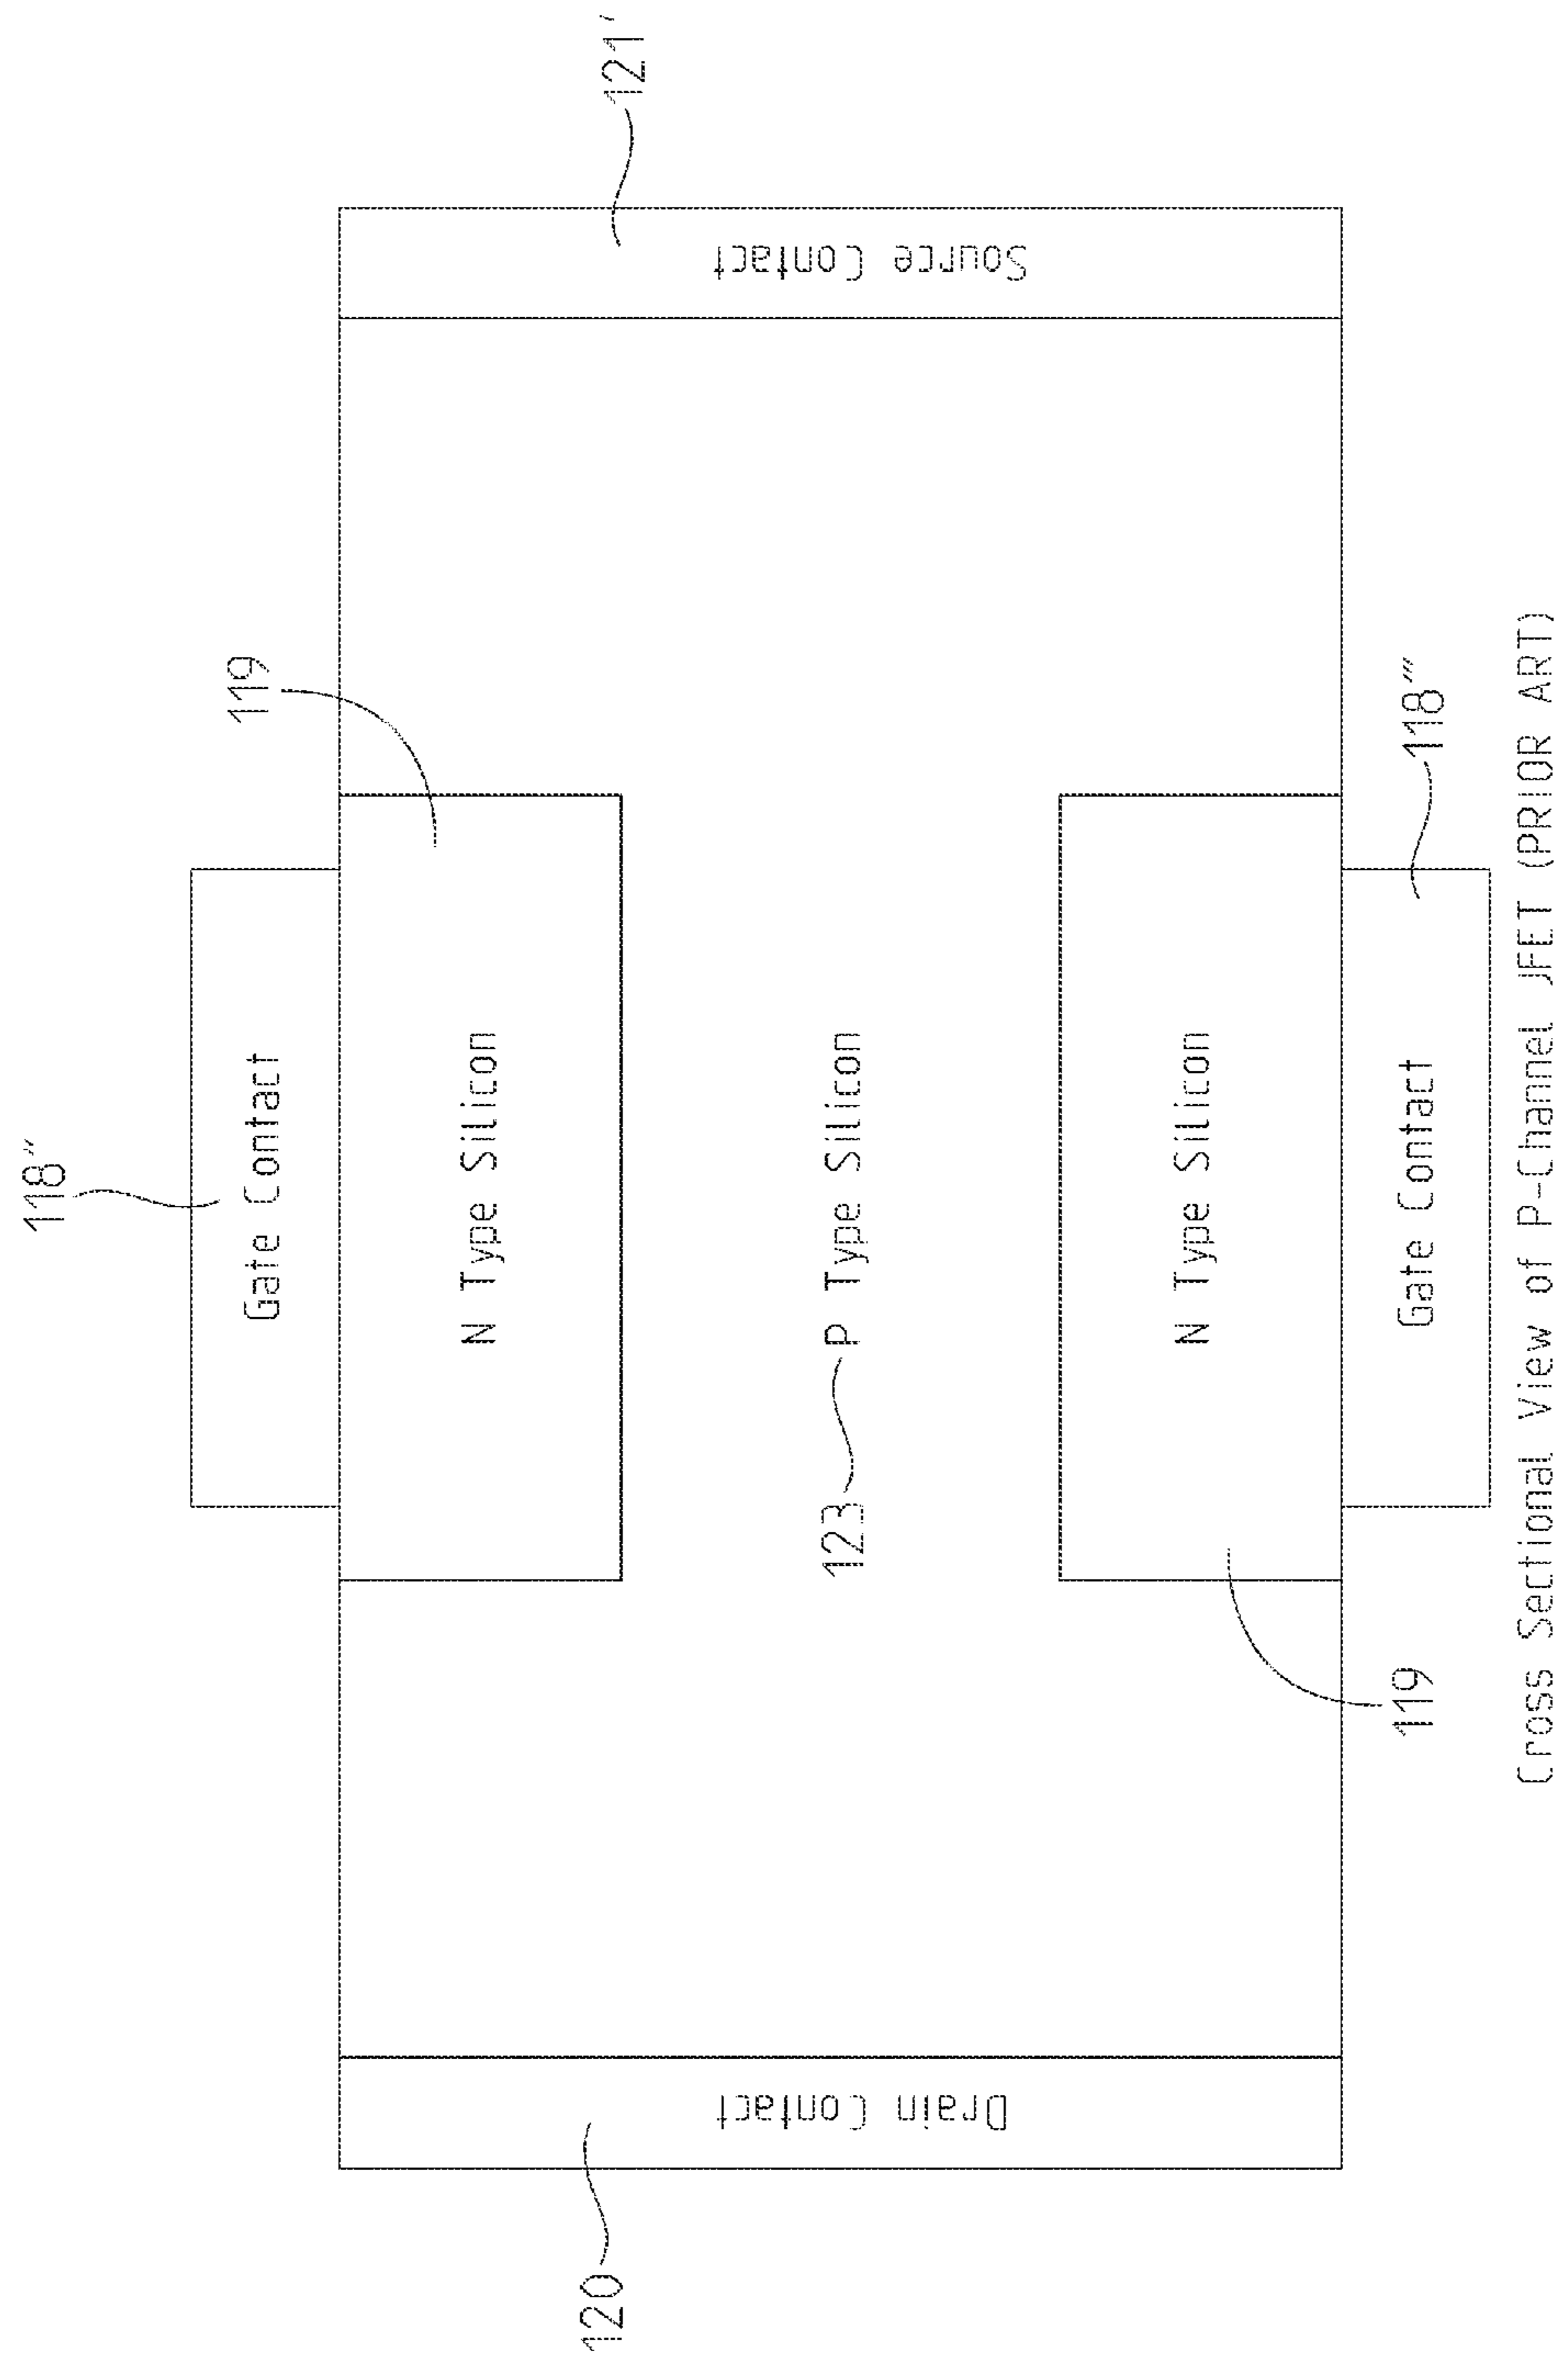 118″
Gate Contact
119
N Type Silicon
120
Drain Contact
121′
Source Contact
123
P Type Silicon
N Type Silicon
119
Gate Contact
118‴
Cross Sectional View of P-Channel JFET (PRIOR ART)